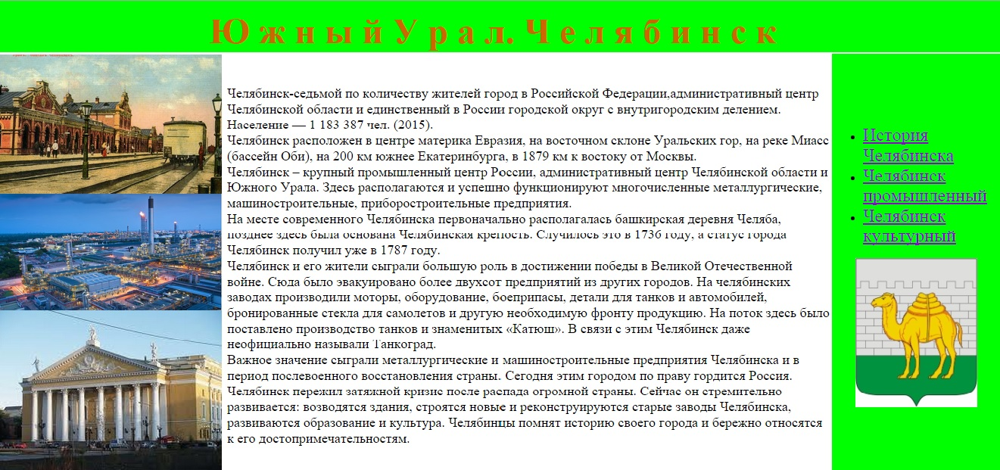 Ю ж н ы й У р а л. Ч е л я б и н с к
Челябинск-седьмой по количеству жителей город в Российской Федерации,административный центр
Челябинской области и единственный в России городской округ с внутригородским делением.
Население — 1 183 387 чел. (2015).
Челябинск расположен в центре материка Евразия, на восточном склоне Уральских гор, на реке Миасс
(бассейн Оби), на 200 км южнее Екатеринбурга, в 1879 км к востоку от Москвы.
Челябинск – крупный промышленный центр России, административный центр Челябинской области и
Южного Урала. Здесь располагаются и успешно функционируют многочисленные металлургические,
машиностроительные, приборостроительные предприятия.
На месте современного Челябинска первоначально располагалась башкирская деревня Челяба,
позднее здесь была основана Челябинская крепость. Случилось это в 1736 году, а статус города
Челябинск получил уже в 1787 году.
Челябинск и его жители сыграли большую роль в достижении победы в Великой Отечественной
войне. Сюда было эвакуировано более двухсот предприятий из других городов. На челябинских
заводах производили моторы, оборудование, боеприпасы, детали для танков и автомобилей,
бронированные стекла для самолетов и другую необходимую фронту продукцию. На поток здесь было
поставлено производство танков и знаменитых «Катюш». В связи с этим Челябинск даже
неофициально называли Танкоград.
Важное значение сыграли металлургические и машиностроительные предприятия Челябинска и в
период послевоенного восстановления страны. Сегодня этим городом по праву гордится Россия.
Челябинск пережил затяжной кризис после распада огромной страны. Сейчас он стремительно
развивается: возводятся здания, строятся новые и реконструируются старые заводы Челябинска,
развиваются образование и культура. Челябинцы помнят историю своего города и бережно относятся
к его достопримечательностям.
История
Челябинска
Челябинск
промышленный
Челябинск
культурный